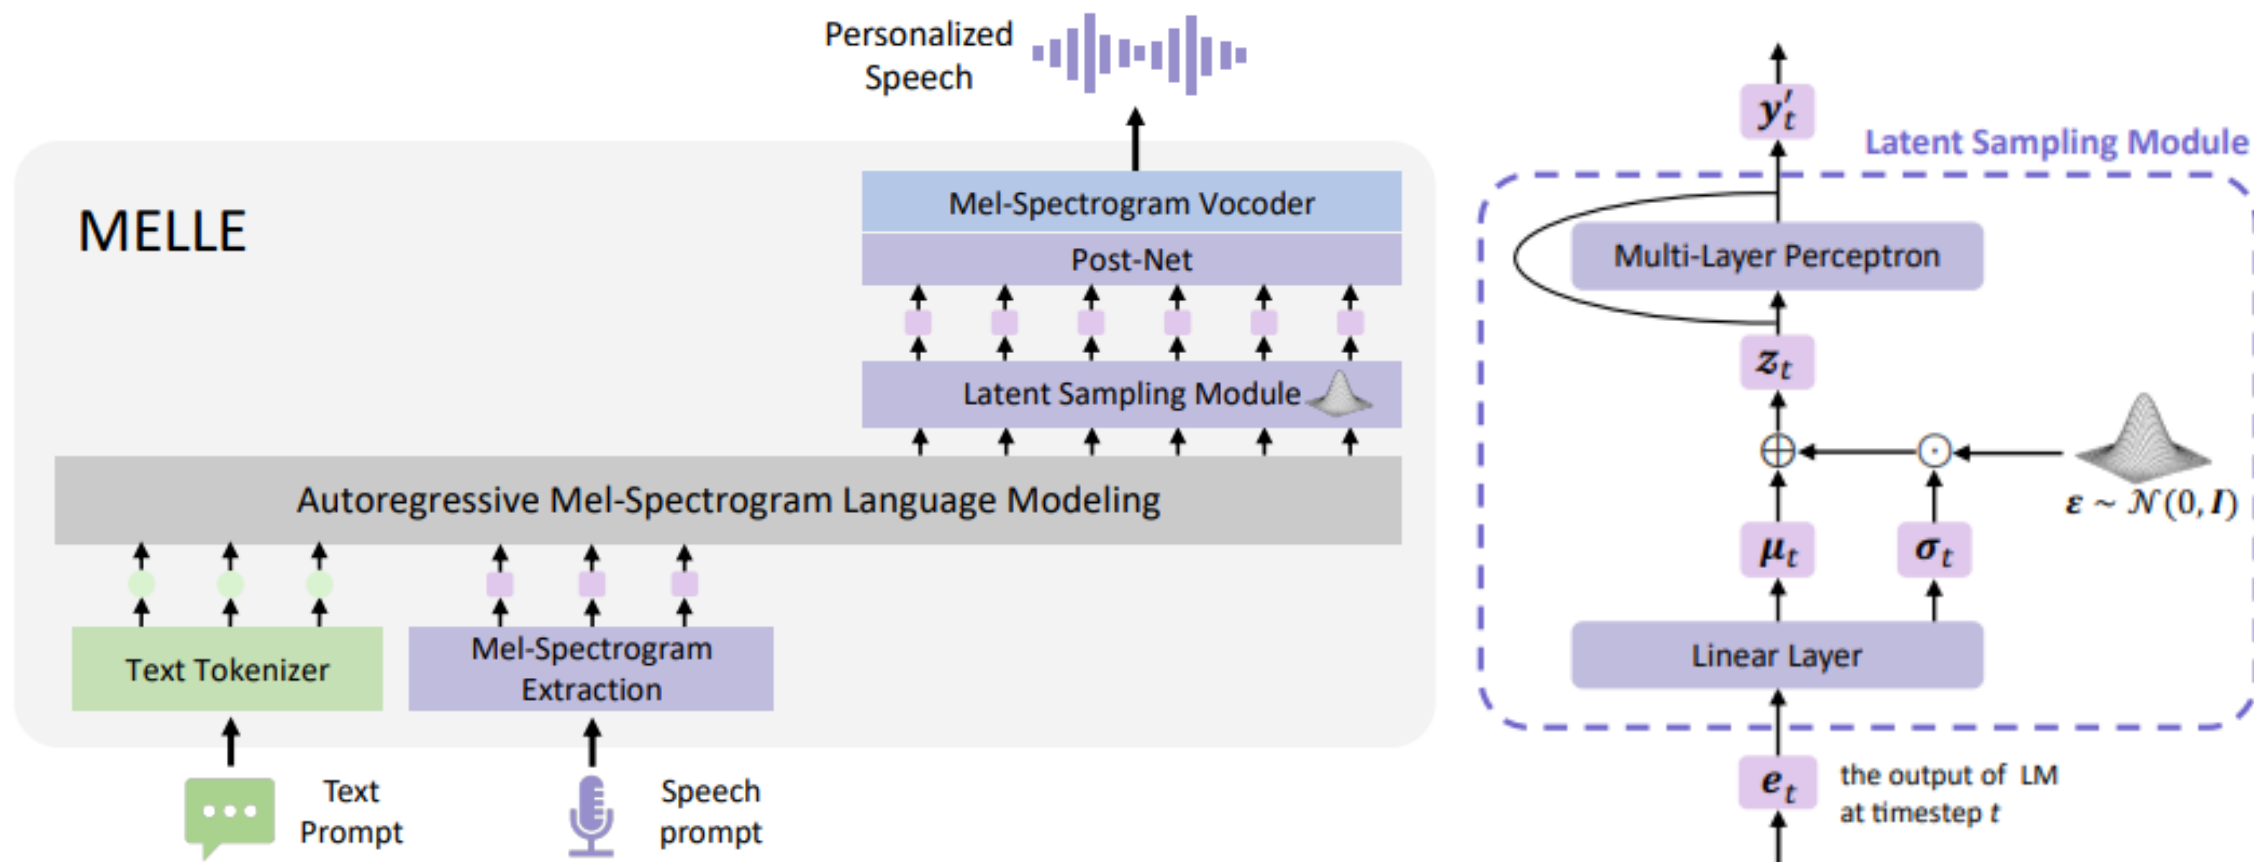 Personalized
Speech
MELLE
Mel-Spectrogram Vocoder
Post-Net
Latent Sampling Module
Autoregressive Mel-Spectrogram Language Modeling
Text Tokenizer
Mel-Spectrogram
Extraction
Text
Prompt
Speech
prompt
y′t
Latent Sampling Module
Multi-Layer Perceptron
zt
ε ~ 𝒩(0, I)
μt
σt
Linear Layer
et
the output of LM
at timestep t